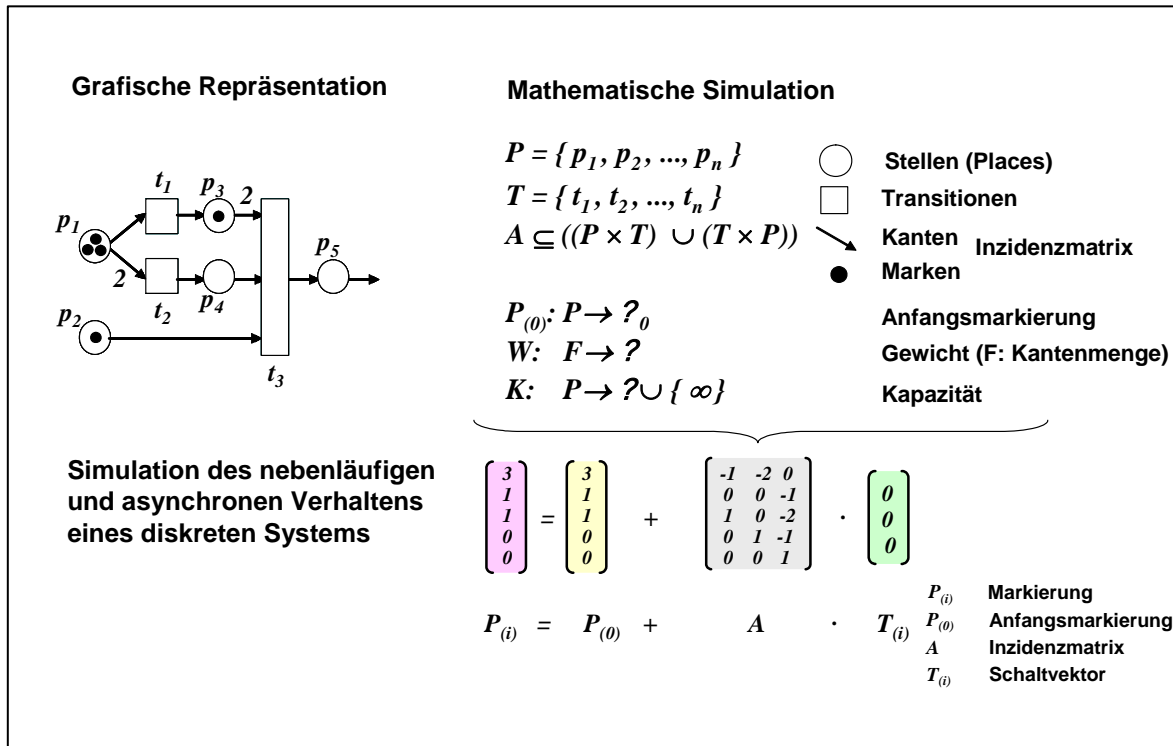 Grafische Repräsentation
Mathematische Simulation
P = { p₁ , p₂ , ..., pₙ }
Stellen (Places)
T = { t₁ , t₂ , ..., tₙ }
Transitionen
A ⊆ ((P × T) ∪ (T × P))
Kanten
Inzidenzmatrix
Marken
P₍₀₎: P → ?₀
Anfangsmarkierung
W: F → ?
Gewicht (F: Kantenmenge)
K: P → ? ∪ { ∞}
Kapazität
t₁
p₃
2
p₁
p₅
2
t₂
p₄
p₂
t₃
Simulation des nebenläufigen
und asynchronen Verhaltens
eines diskreten Systems
3 3 -1 -2 0
1 1 0 0 -1 0
1 = 1 + 1 0 -2 · 0
0 0 0 1 -1 0
0 0 0 0 1
P₍ᵢ₎ = P₍₀₎ + A · T₍ᵢ₎
P₍ᵢ₎ Markierung
P₍₀₎ Anfangsmarkierung
A Inzidenzmatrix
T₍ᵢ₎ Schaltvektor